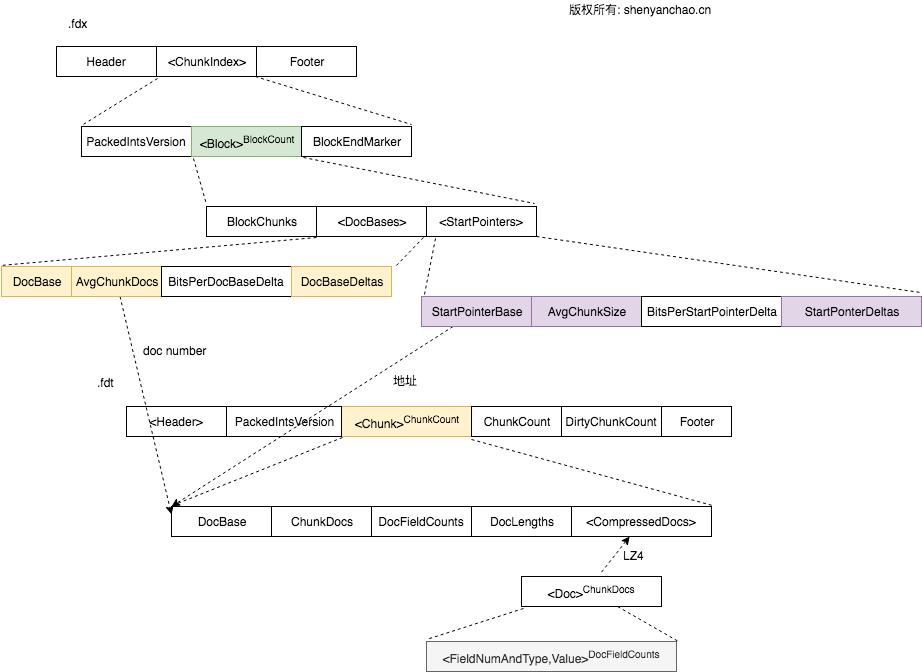 版权所有: shenyanchao.cn
.fdx
Header <ChunkIndex> Footer
PackedIntsVersion <Block>BlockCount BlockEndMarker
BlockChunks <DocBases> <StartPointers>
DocBase AvgChunkDocs BitsPerDocBaseDelta DocBaseDeltas
StartPointerBase AvgChunkSize BitsPerStartPointerDelta StartPonterDeltas
doc number
地址
.fdt
<Header> PackedIntsVersion <Chunk>ChunkCount ChunkCount DirtyChunkCount Footer
DocBase ChunkDocs DocFieldCounts DocLengths <CompressedDocs>
LZ4
<Doc>ChunkDocs
<FieldNumAndType,Value>DocFieldCounts